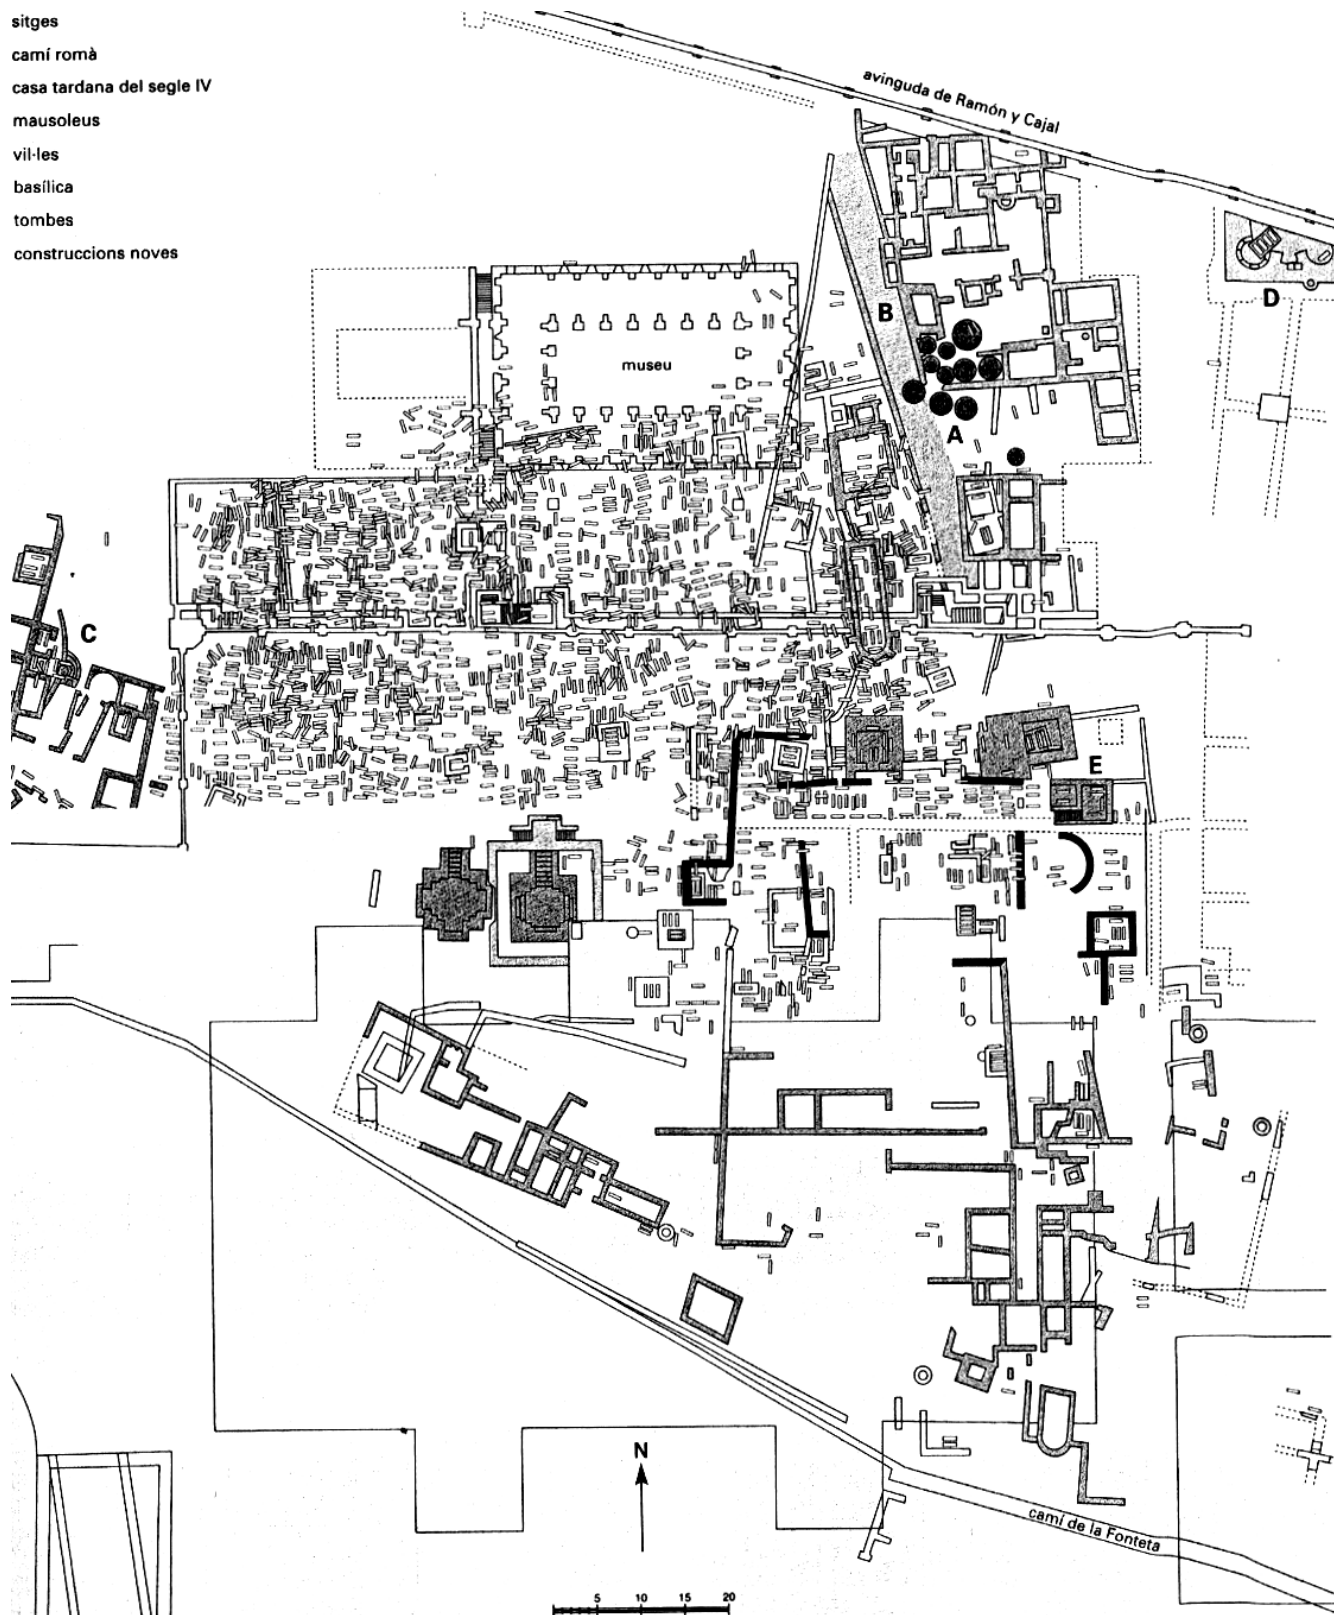 sitges
camí romà
casa tardana del segle IV
mausoleus
vil·les
basílica
tombes
construccions noves
avinguda de Ramón y Cajal
museu
B
D
A
C
E
N
camí de la Fonteta
5 10 15 20